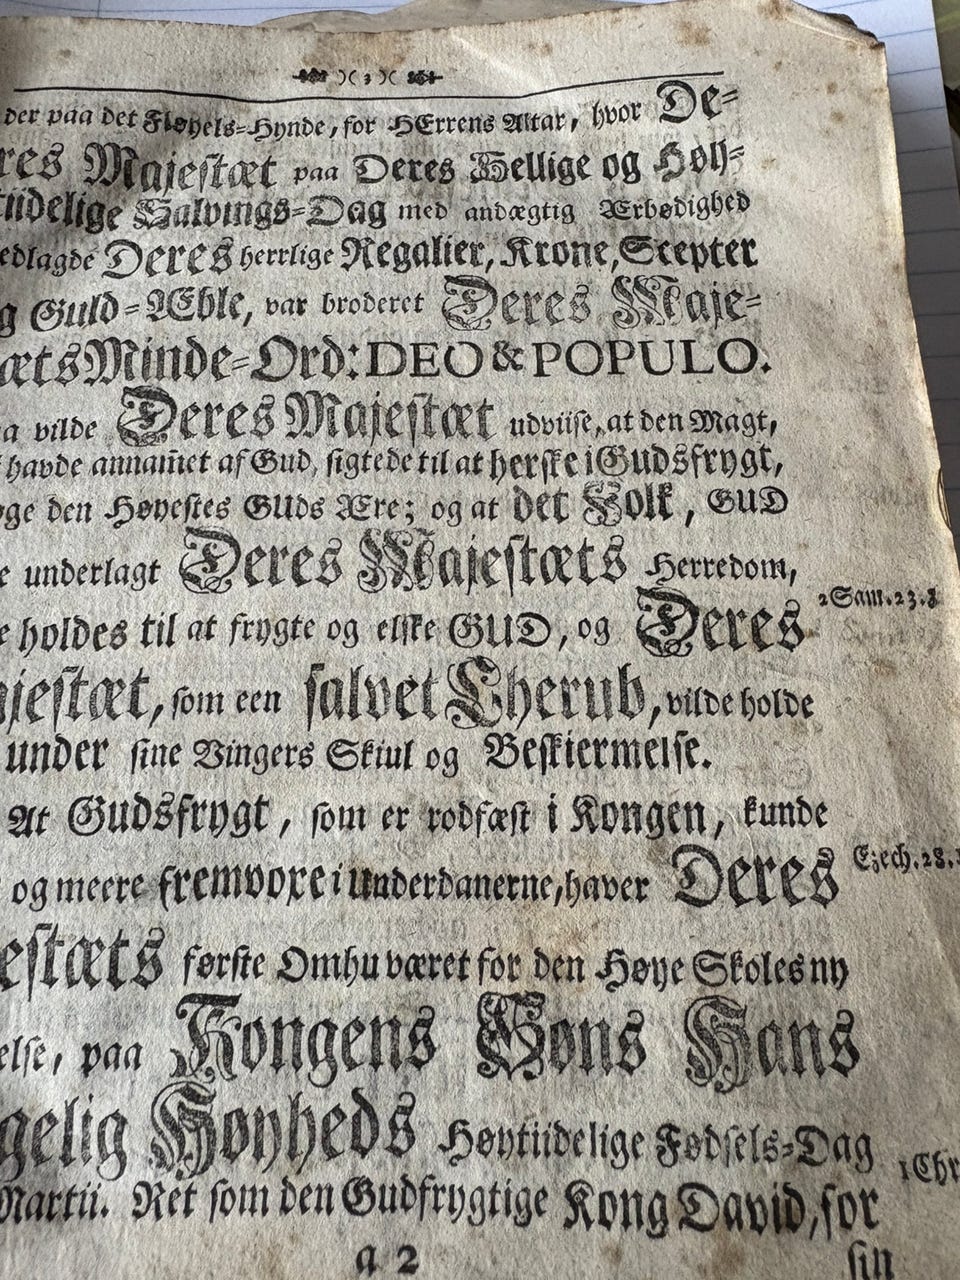 )( 3 )(
der paa det Fløyels-Hynde, for HErrens Altar, hvor De-
res Majestæt paa Deres Hellige og Høy-
tiidelige Salvings-Dag med andægtig Ærbødighed
edlagde Deres herrlige Regalier, Krone, Scepter
g Guld-Æble, var broderet Deres Maje-
ætsMinde-Ord: DEO & POPULO.
a vilde Deres Majestæt udviise, at den Magt,
havde annam̄et af Gud, sigtede til at herske i Gudsfrygt,
ge den Høyestes GUds Ære; og at det Folk, GUD
e underlagt Deres Majestæts Herredom,
2 Sam. 23. 3
e holdes til at frygte og elske GUD, og Deres
jestæt, som een salvet Cherub, vilde holde
under sine Vingers Skiul og Beskiermelse.
At Gudsfrygt, som er rodfæst i Kongen, kunde
Ezech. 28.
og meere fremvoxe i Underdanerne, haver Deres
estæts første Omhu været for den Høye Skoles ny
else, paa Kongens Søns Hans
gelig Høyheds Høytiidelige Fødsels-Dag
1 Chr
Martii. Ret som den Gudfrygtige Kong David, for
a 2
sin